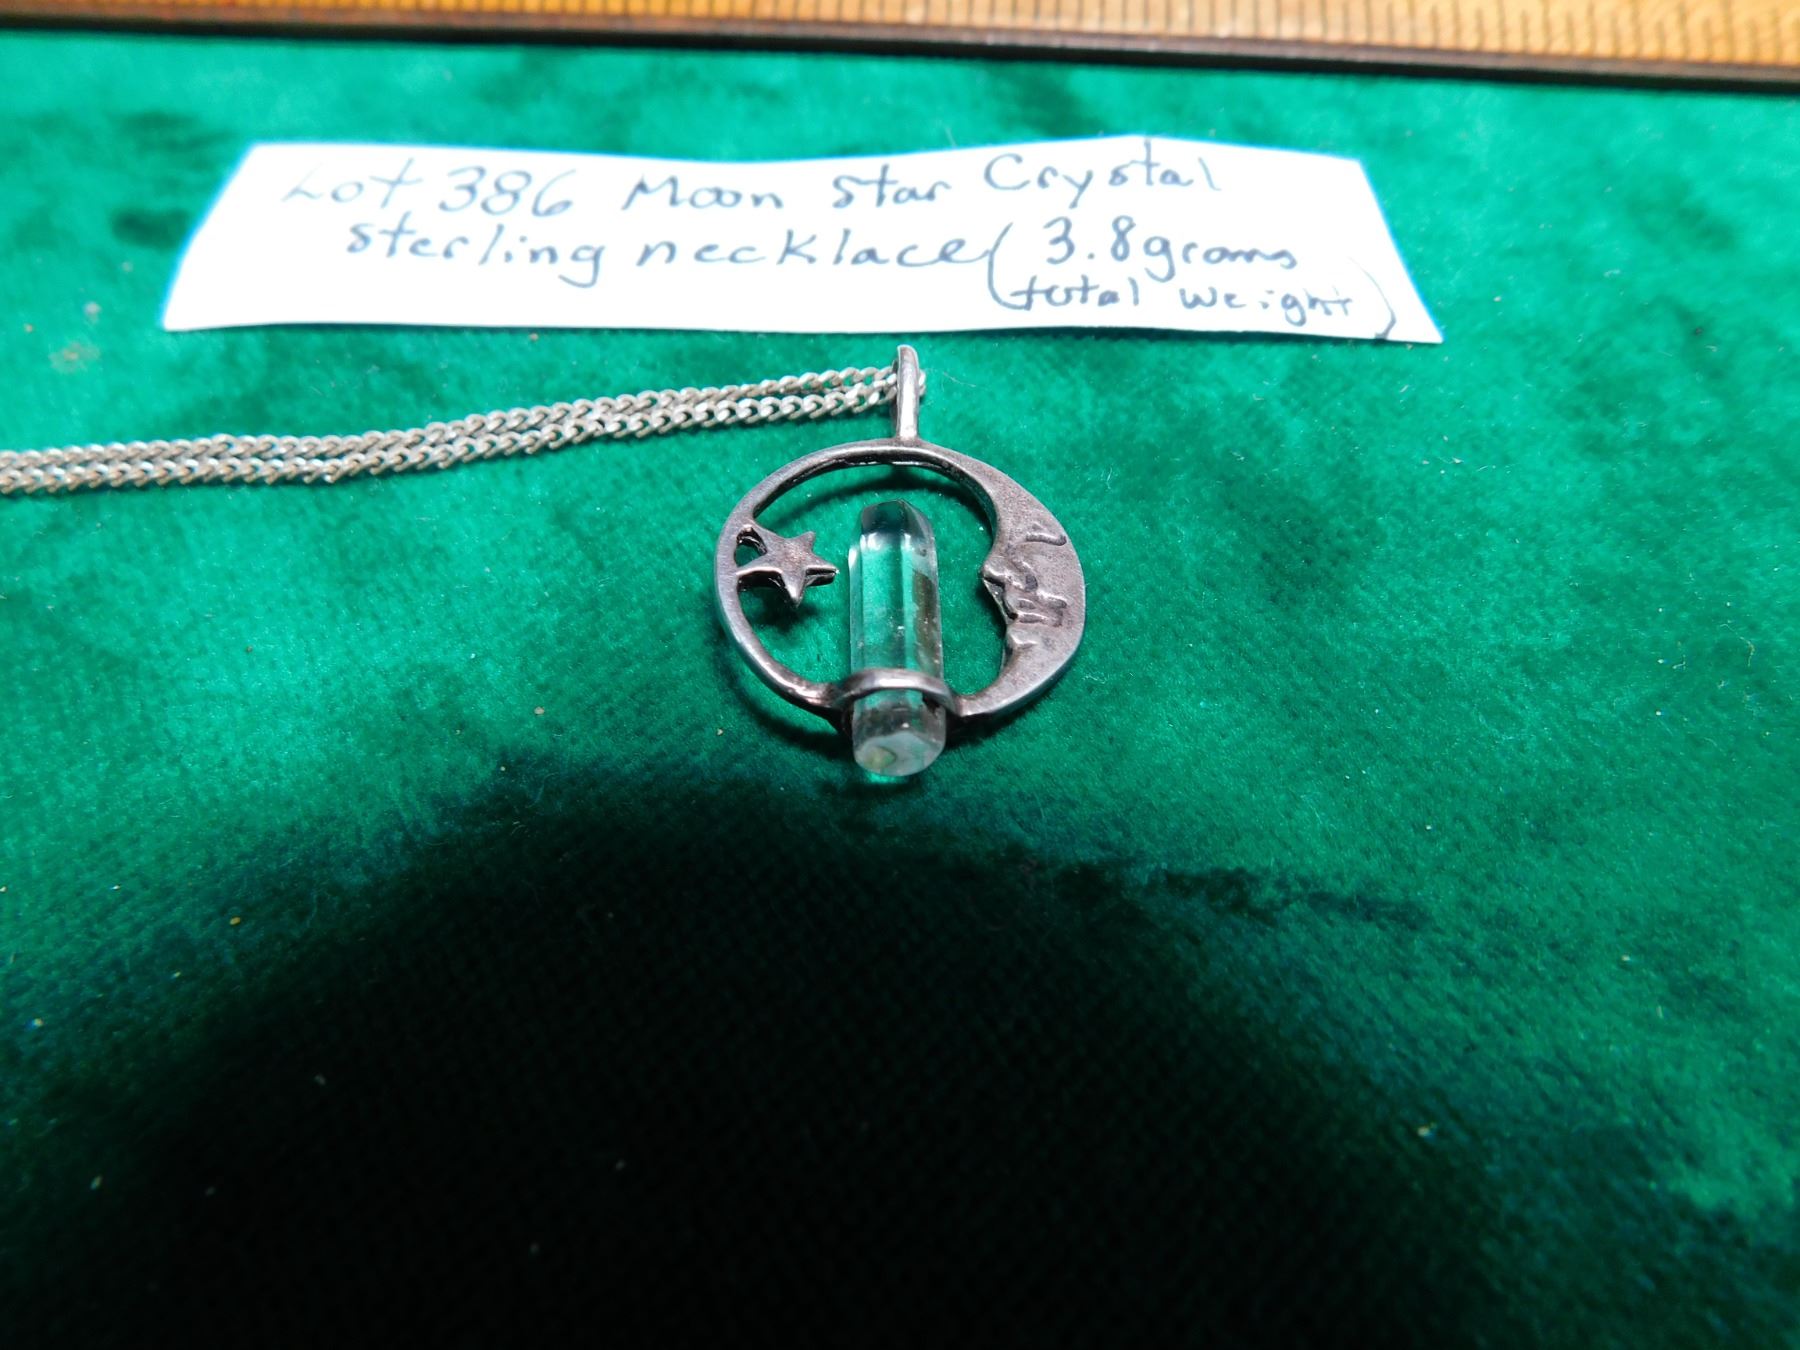 Lot 386 Moon Star Crystal
sterling necklace (3.8grams
total weight)